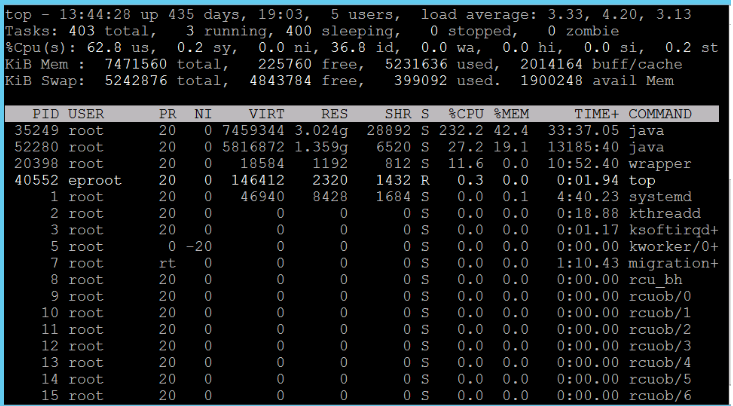 top - 13:44:28 up 435 days, 19:03,  5 users,  load average: 3.33, 4.20, 3.13
Tasks: 403 total,   3 running, 400 sleeping,   0 stopped,   0 zombie
%Cpu(s): 62.8 us,  0.2 sy,  0.0 ni, 36.8 id,  0.0 wa,  0.0 hi,  0.0 si,  0.2 st
KiB Mem :  7471560 total,   225760 free,  5231636 used,  2014164 buff/cache
KiB Swap:  5242876 total,  4843784 free,   399092 used.  1900248 avail Mem
PID USER      PR  NI    VIRT    RES    SHR S  %CPU %MEM     TIME+ COMMAND
35249 root      20   0 7459344 3.024g  28892 S 232.2 42.4  33:37.05 java
52280 root      20   0 5816872 1.359g   6520 S  27.2 19.1  13185:40 java
20398 root      20   0   18584   1192    812 S  11.6  0.0  10:52.40 wrapper
40552 eproot    20   0  146412   2320   1432 R   0.3  0.0   0:01.94 top
1 root      20   0   46940   8428   1684 S   0.0  0.1   4:40.23 systemd
2 root      20   0       0      0      0 S   0.0  0.0   0:18.88 kthreadd
3 root      20   0       0      0      0 S   0.0  0.0   0:01.17 ksoftirqd+
5 root       0 -20       0      0      0 S   0.0  0.0   0:00.00 kworker/0+
7 root      rt   0       0      0      0 S   0.0  0.0   1:10.43 migration+
8 root      20   0       0      0      0 S   0.0  0.0   0:00.00 rcu_bh
9 root      20   0       0      0      0 S   0.0  0.0   0:00.00 rcuob/0
10 root      20   0       0      0      0 S   0.0  0.0   0:00.00 rcuob/1
11 root      20   0       0      0      0 S   0.0  0.0   0:00.00 rcuob/2
12 root      20   0       0      0      0 S   0.0  0.0   0:00.00 rcuob/3
13 root      20   0       0      0      0 S   0.0  0.0   0:00.00 rcuob/4
14 root      20   0       0      0      0 S   0.0  0.0   0:00.00 rcuob/5
15 root      20   0       0      0      0 S   0.0  0.0   0:00.00 rcuob/6